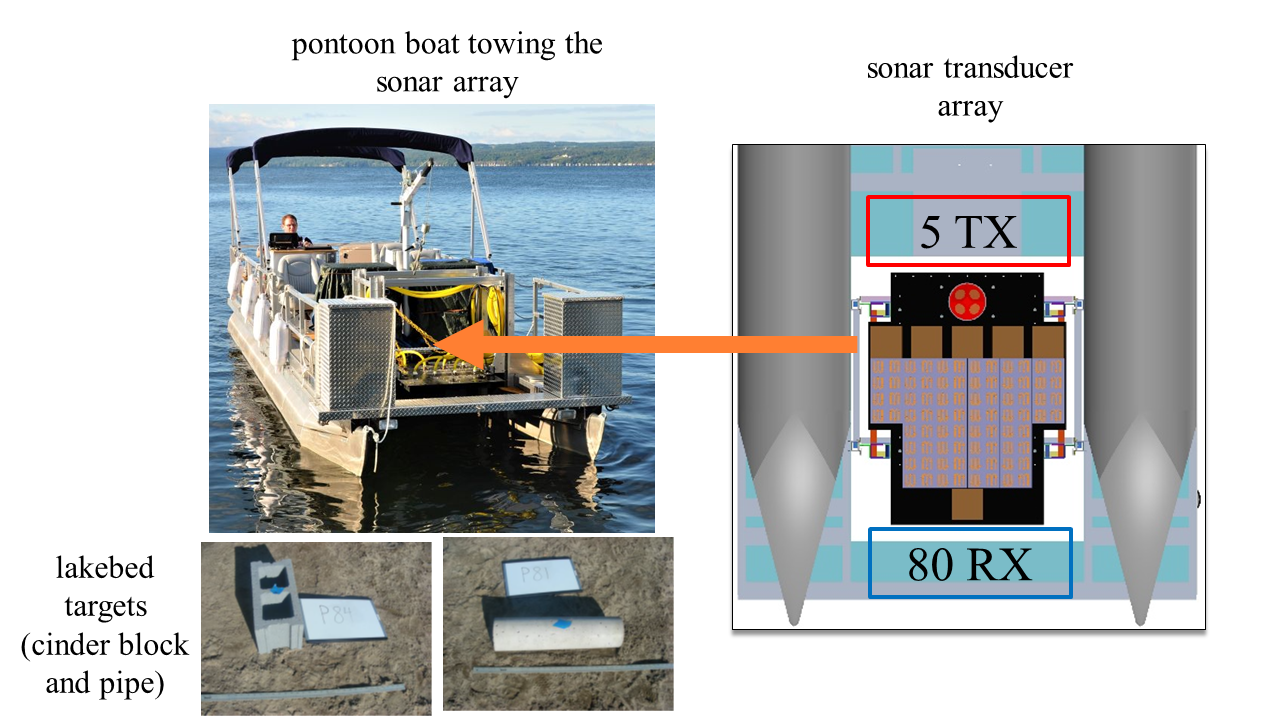 pontoon boat towing the
sonar array
sonar transducer
array
5 TX
80 RX
lakebed
targets
(cinder block
and pipe)
P84
P81